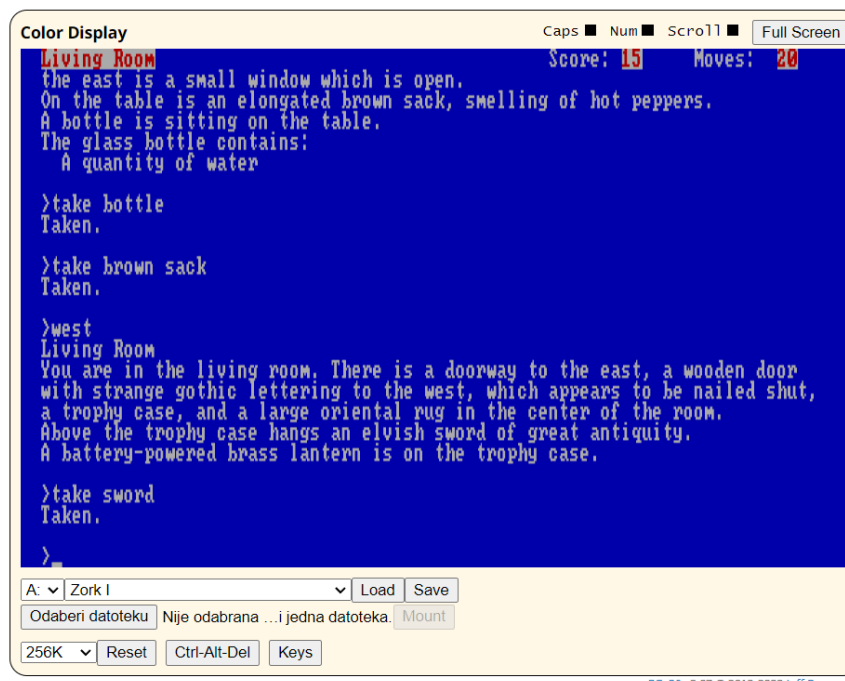 Color Display Caps Num Scroll Full Screen
Living Room Score: 15 Moves: 20
the east is a small window which is open.
On the table is an elongated brown sack, smelling of hot peppers.
A bottle is sitting on the table.
The glass bottle contains:
A quantity of water
>take bottle
Taken.
>take brown sack
Taken.
>west
Living Room
You are in the living room. There is a doorway to the east, a wooden door
with strange gothic lettering to the west, which appears to be nailed shut,
a trophy case, and a large oriental rug in the center of the room.
Above the trophy case hangs an elvish sword of great antiquity.
A battery-powered brass lantern is on the trophy case.
>take sword
Taken.
>_
A: Zork I Load Save
Odaberi datoteku Nije odabrana …i jedna datoteka. Mount
256K Reset Ctrl-Alt-Del Keys